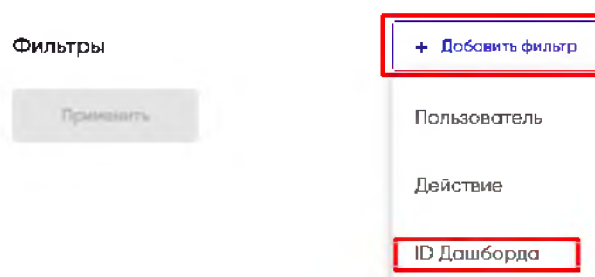 Фильтры
+ Добавить фильтр
Применить
Пользователь
Действие
ID Дашборда